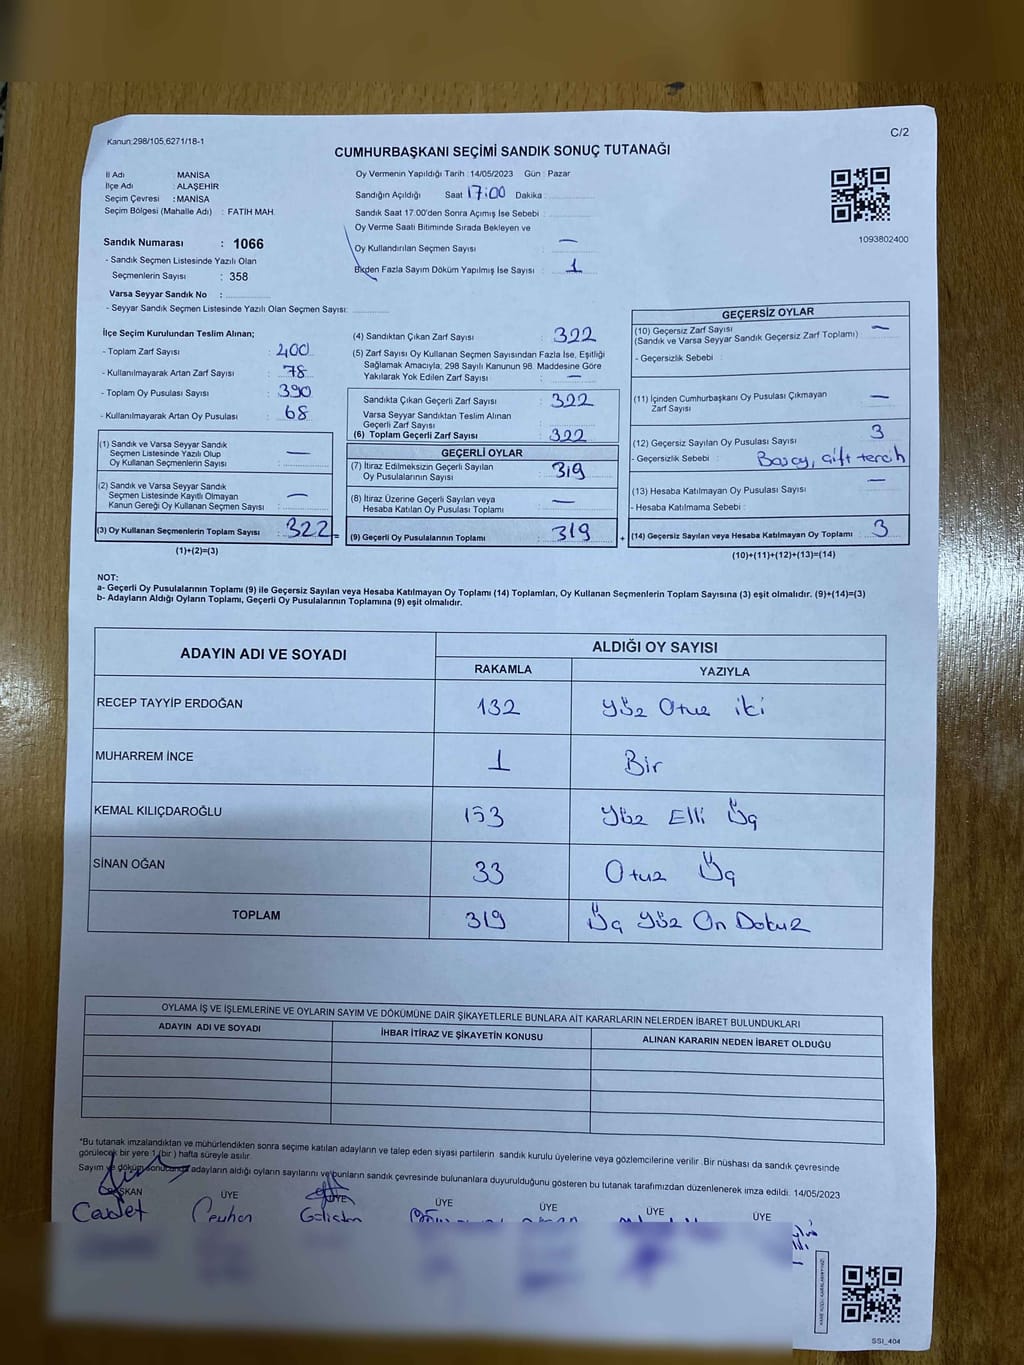 Kanun:298/105,6271/18-1
C/2
CUMHURBAŞKANI SEÇİMİ SANDIK SONUÇ TUTANAĞI
İl Adı : MANİSA
İlçe Adı : ALAŞEHİR
Seçim Çevresi : MANİSA
Seçim Bölgesi (Mahalle Adı) : FATİH MAH.
Sandık Numarası : 1066
- Sandık Seçmen Listesinde Yazılı Olan
Seçmenlerin Sayısı : 358
Varsa Seyyar Sandık No :
- Seyyar Sandık Seçmen Listesinde Yazılı Olan Seçmen Sayısı:
Oy Vermenin Yapıldığı Tarih : 14/05/2023 Gün : Pazar
Sandığın Açıldığı Saat 17:00 Dakika :
Sandık Saat 17:00'den Sonra Açımış İse Sebebi :
Oy Verme Saati Bitiminde Sırada Bekleyen ve
Oy Kullandırılan Seçmen Sayısı : —
Birden Fazla Sayım Döküm Yapılmış İse Sayısı : 1
1093802400
İlçe Seçim Kurulundan Teslim Alınan;
- Toplam Zarf Sayısı : 400
- Kullanılmayarak Artan Zarf Sayısı : 78
- Toplam Oy Pusulası Sayısı : 390
- Kullanılmayarak Artan Oy Pusulası : 68
(1) Sandık ve Varsa Seyyar Sandık
Seçmen Listesinde Yazılı Olup
Oy Kullanan Seçmenlerin Sayısı : —
(2) Sandık ve Varsa Seyyar Sandık
Seçmen Listesinde Kayıtlı Olmayan
Kanun Gereği Oy Kullanan Seçmen Sayısı : —
(3) Oy Kullanan Seçmenlerin Toplam Sayısı : 322
(1)+(2)=(3)
(4) Sandıktan Çıkan Zarf Sayısı : 322
(5) Zarf Sayısı Oy Kullanan Seçmen Sayısından Fazla İse, Eşitliği
Sağlamak Amacıyla; 298 Sayılı Kanunun 98. Maddesine Göre
Yakılarak Yok Edilen Zarf Sayısı : —
Sandıkta Çıkan Geçerli Zarf Sayısı : 322
Varsa Seyyar Sandıktan Teslim Alınan
Geçerli Zarf Sayısı :
(6) Toplam Geçerli Zarf Sayısı : 322
GEÇERLİ OYLAR
(7) İtiraz Edilmeksizin Geçerli Sayılan
Oy Pusulalarının Sayısı : 319
(8) İtiraz Üzerine Geçerli Sayılan veya
Hesaba Katılan Oy Pusulası Toplamı : —
= (9) Geçerli Oy Pusulalarının Toplamı : 319
GEÇERSİZ OYLAR
(10) Geçersiz Zarf Sayısı : —
(Sandık ve Varsa Seyyar Sandık Geçersiz Zarf Toplamı)
- Geçersizlik Sebebi :
(11) İçinden Cumhurbaşkanı Oy Pusulası Çıkmayan
Zarf Sayısı : —
(12) Geçersiz Sayılan Oy Pusulası Sayısı : 3
- Geçersizlik Sebebi : çift tercih
(13) Hesaba Katılmayan Oy Pusulası Sayısı : —
- Hesaba Katılmama Sebebi :
+ (14) Geçersiz Sayılan veya Hesaba Katılmayan Oy Toplamı : 3
(10)+(11)+(12)+(13)=(14)
NOT:
a- Geçerli Oy Pusulalarının Toplamı (9) ile Geçersiz Sayılan veya Hesaba Katılmayan Oy Toplamı (14) Toplamları, Oy Kullanan Seçmenlerin Toplam Sayısına (3) eşit olmalıdır. (9)+(14)=(3)
b- Adayların Aldığı Oyların Toplamı, Geçerli Oy Pusulalarının Toplamına (9) eşit olmalıdır.
ADAYIN ADI VE SOYADI ALDIĞI OY SAYISI
RAKAMLA YAZIYLA
RECEP TAYYİP ERDOĞAN 132 Yüz Otuz iki
MUHARREM İNCE 1 Bir
KEMAL KILIÇDAROĞLU 153 Yüz Elli Üç
SİNAN OĞAN 33 Otuz Üç
TOPLAM 319 Üç Yüz On Dokuz
OYLAMA İŞ VE İŞLEMLERİNE VE OYLARIN SAYIM VE DÖKÜMÜNE DAİR ŞİKAYETLERLE BUNLARA AİT KARARLARIN NELERDEN İBARET BULUNDUKLARI
ADAYIN ADI VE SOYADI İHBAR İTİRAZ VE ŞİKAYETİN KONUSU ALINAN KARARIN NEDEN İBARET OLDUĞU
*Bu tutanak imzalandıktan ve mühürlendikten sonra seçime katılan adayların ve talep eden siyasi partilerin sandık kurulu üyelerine veya gözlemcilerine verilir .Bir nüshası da sandık çevresinde
görülecek bir yere 1 (bir ) hafta süreyle asılır.
Sayım ve döküm sonucunda adayların aldığı oyların sayılarını ve bunların sandık çevresinde bulunanlara duyurulduğunu gösteren bu tutanak tarafımızdan düzenlenerek imza edildi. 14/05/2023
BAŞKAN ÜYE ÜYE ÜYE ÜYE ÜYE ÜYE
Cevdet Ceyhan Gülistan
SSI_404